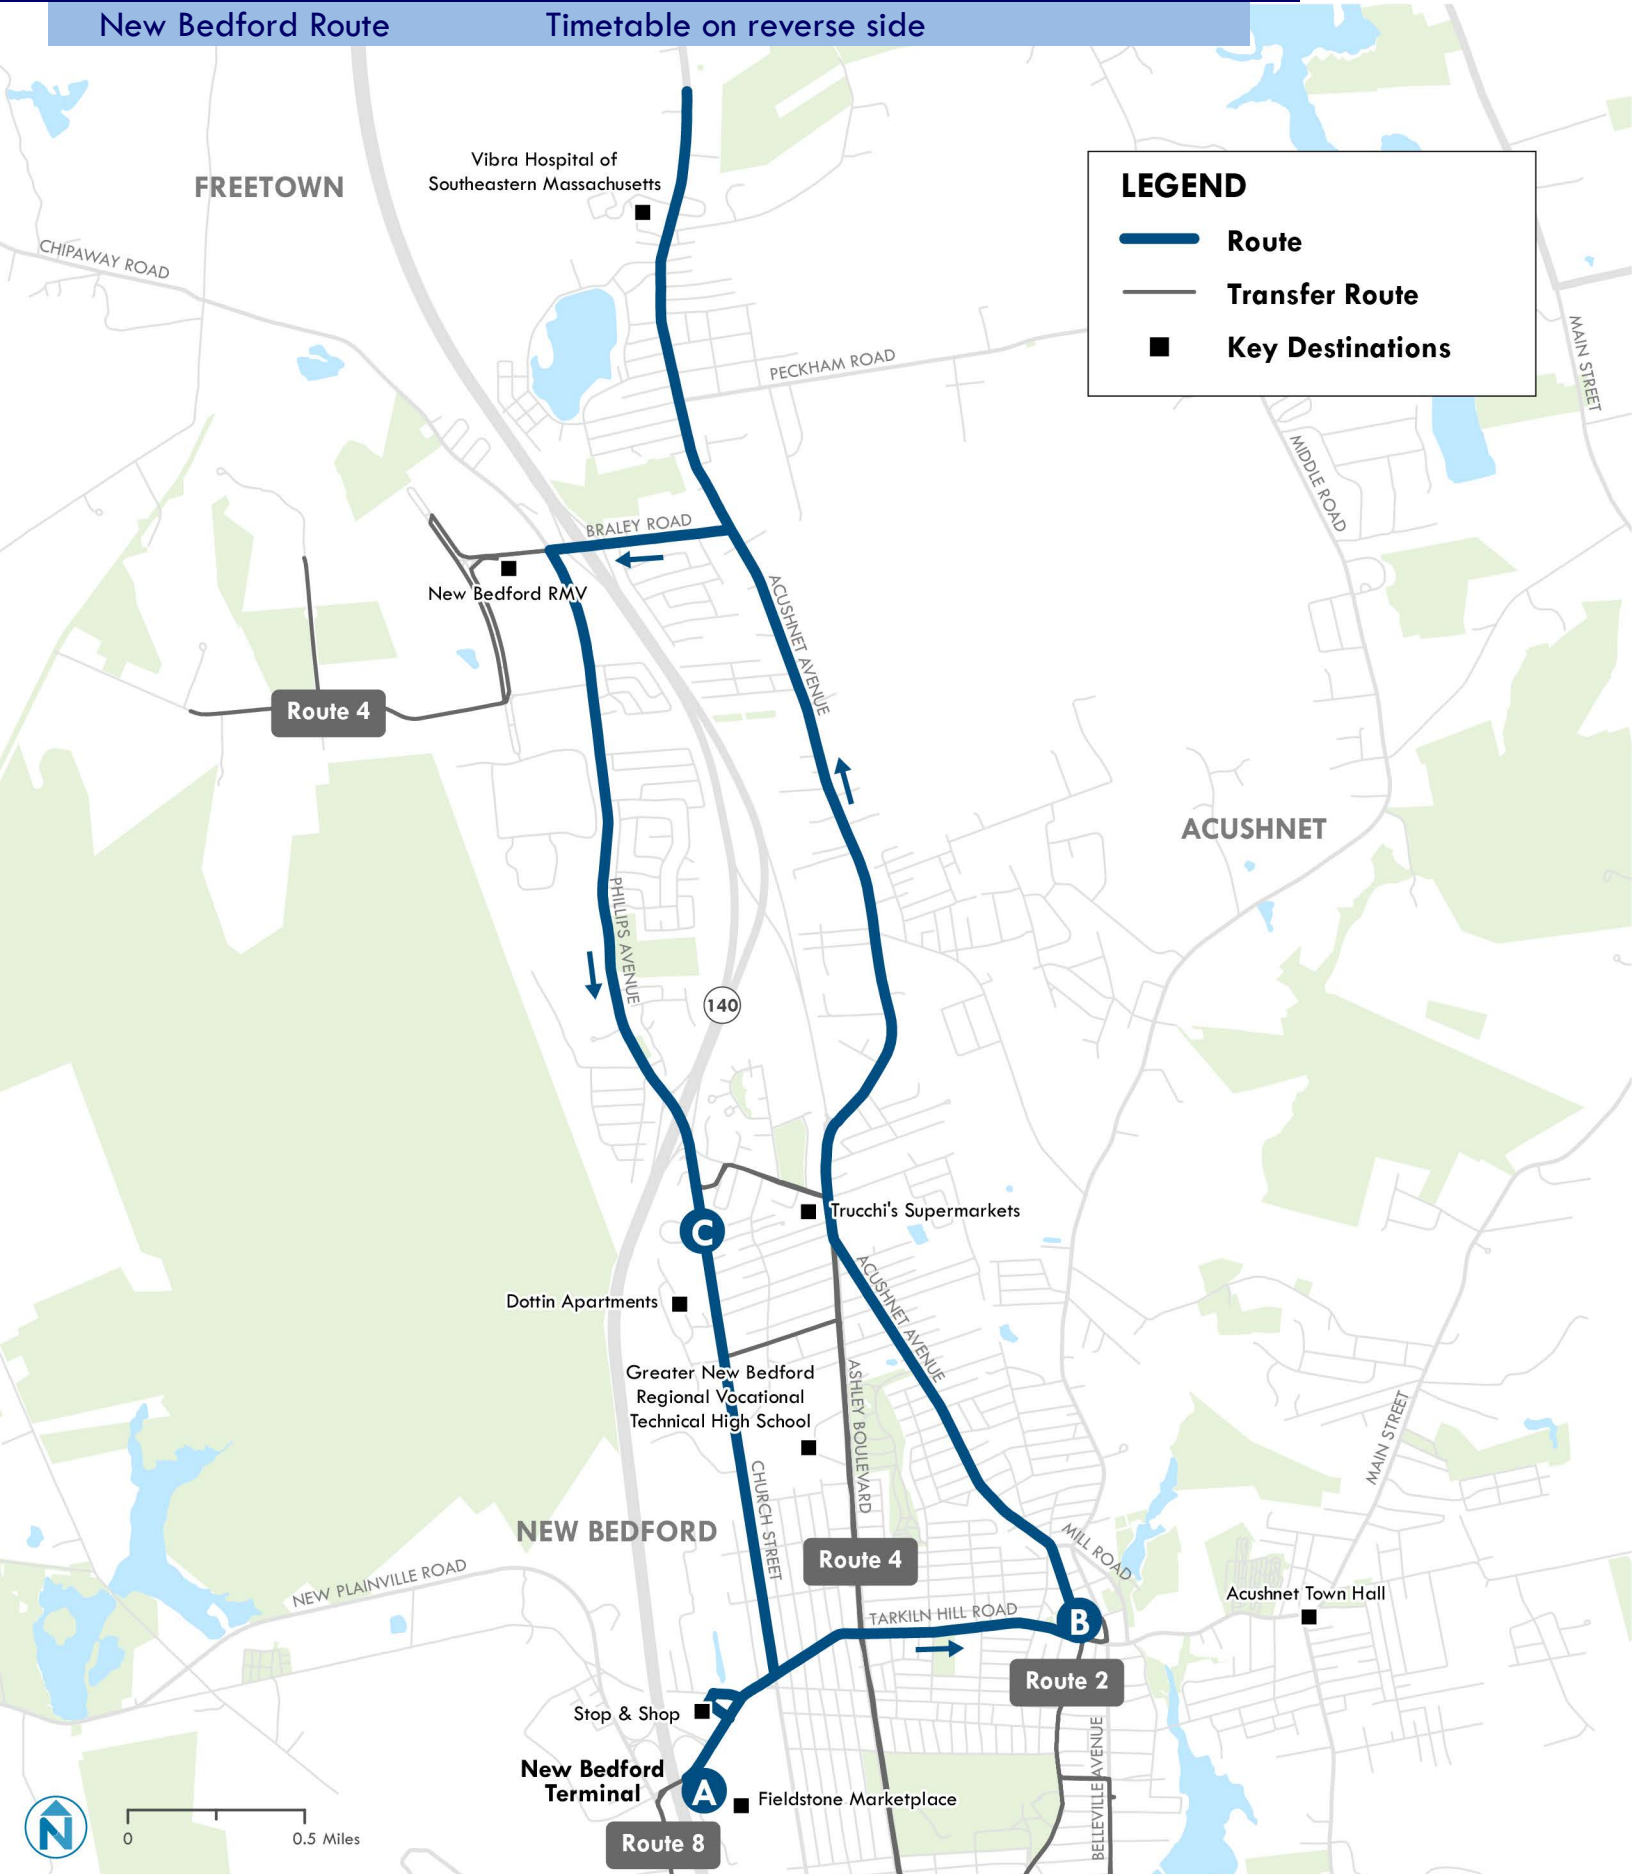 New Bedford Route Timetable on reverse side
Vibra Hospital of
Southeastern Massachusetts
FREETOWN
LEGEND
Route
Transfer Route
Key Destinations
CHIPAWAY ROAD
MAIN STREET
PECKHAM ROAD
MIDDLE ROAD
BRALEY ROAD
New Bedford RMV
ACUSHNET AVENUE
Route 4
ACUSHNET
PHILLIPS AVENUE
140
Trucchi's Supermarkets
C
ACUSHNET AVENUE
Dottin Apartments
Greater New Bedford
Regional Vocational
Technical High School
ASHLEY BOULEVARD
MAIN STREET
CHURCH STREET
NEW BEDFORD
MILL ROAD
Route 4
NEW PLAINVILLE ROAD
Acushnet Town Hall
TARKILN HILL ROAD
B
Route 2
Stop & Shop
BELLEVILLE AVENUE
New Bedford
Terminal
A
Fieldstone Marketplace
N
0 0.5 Miles
Route 8